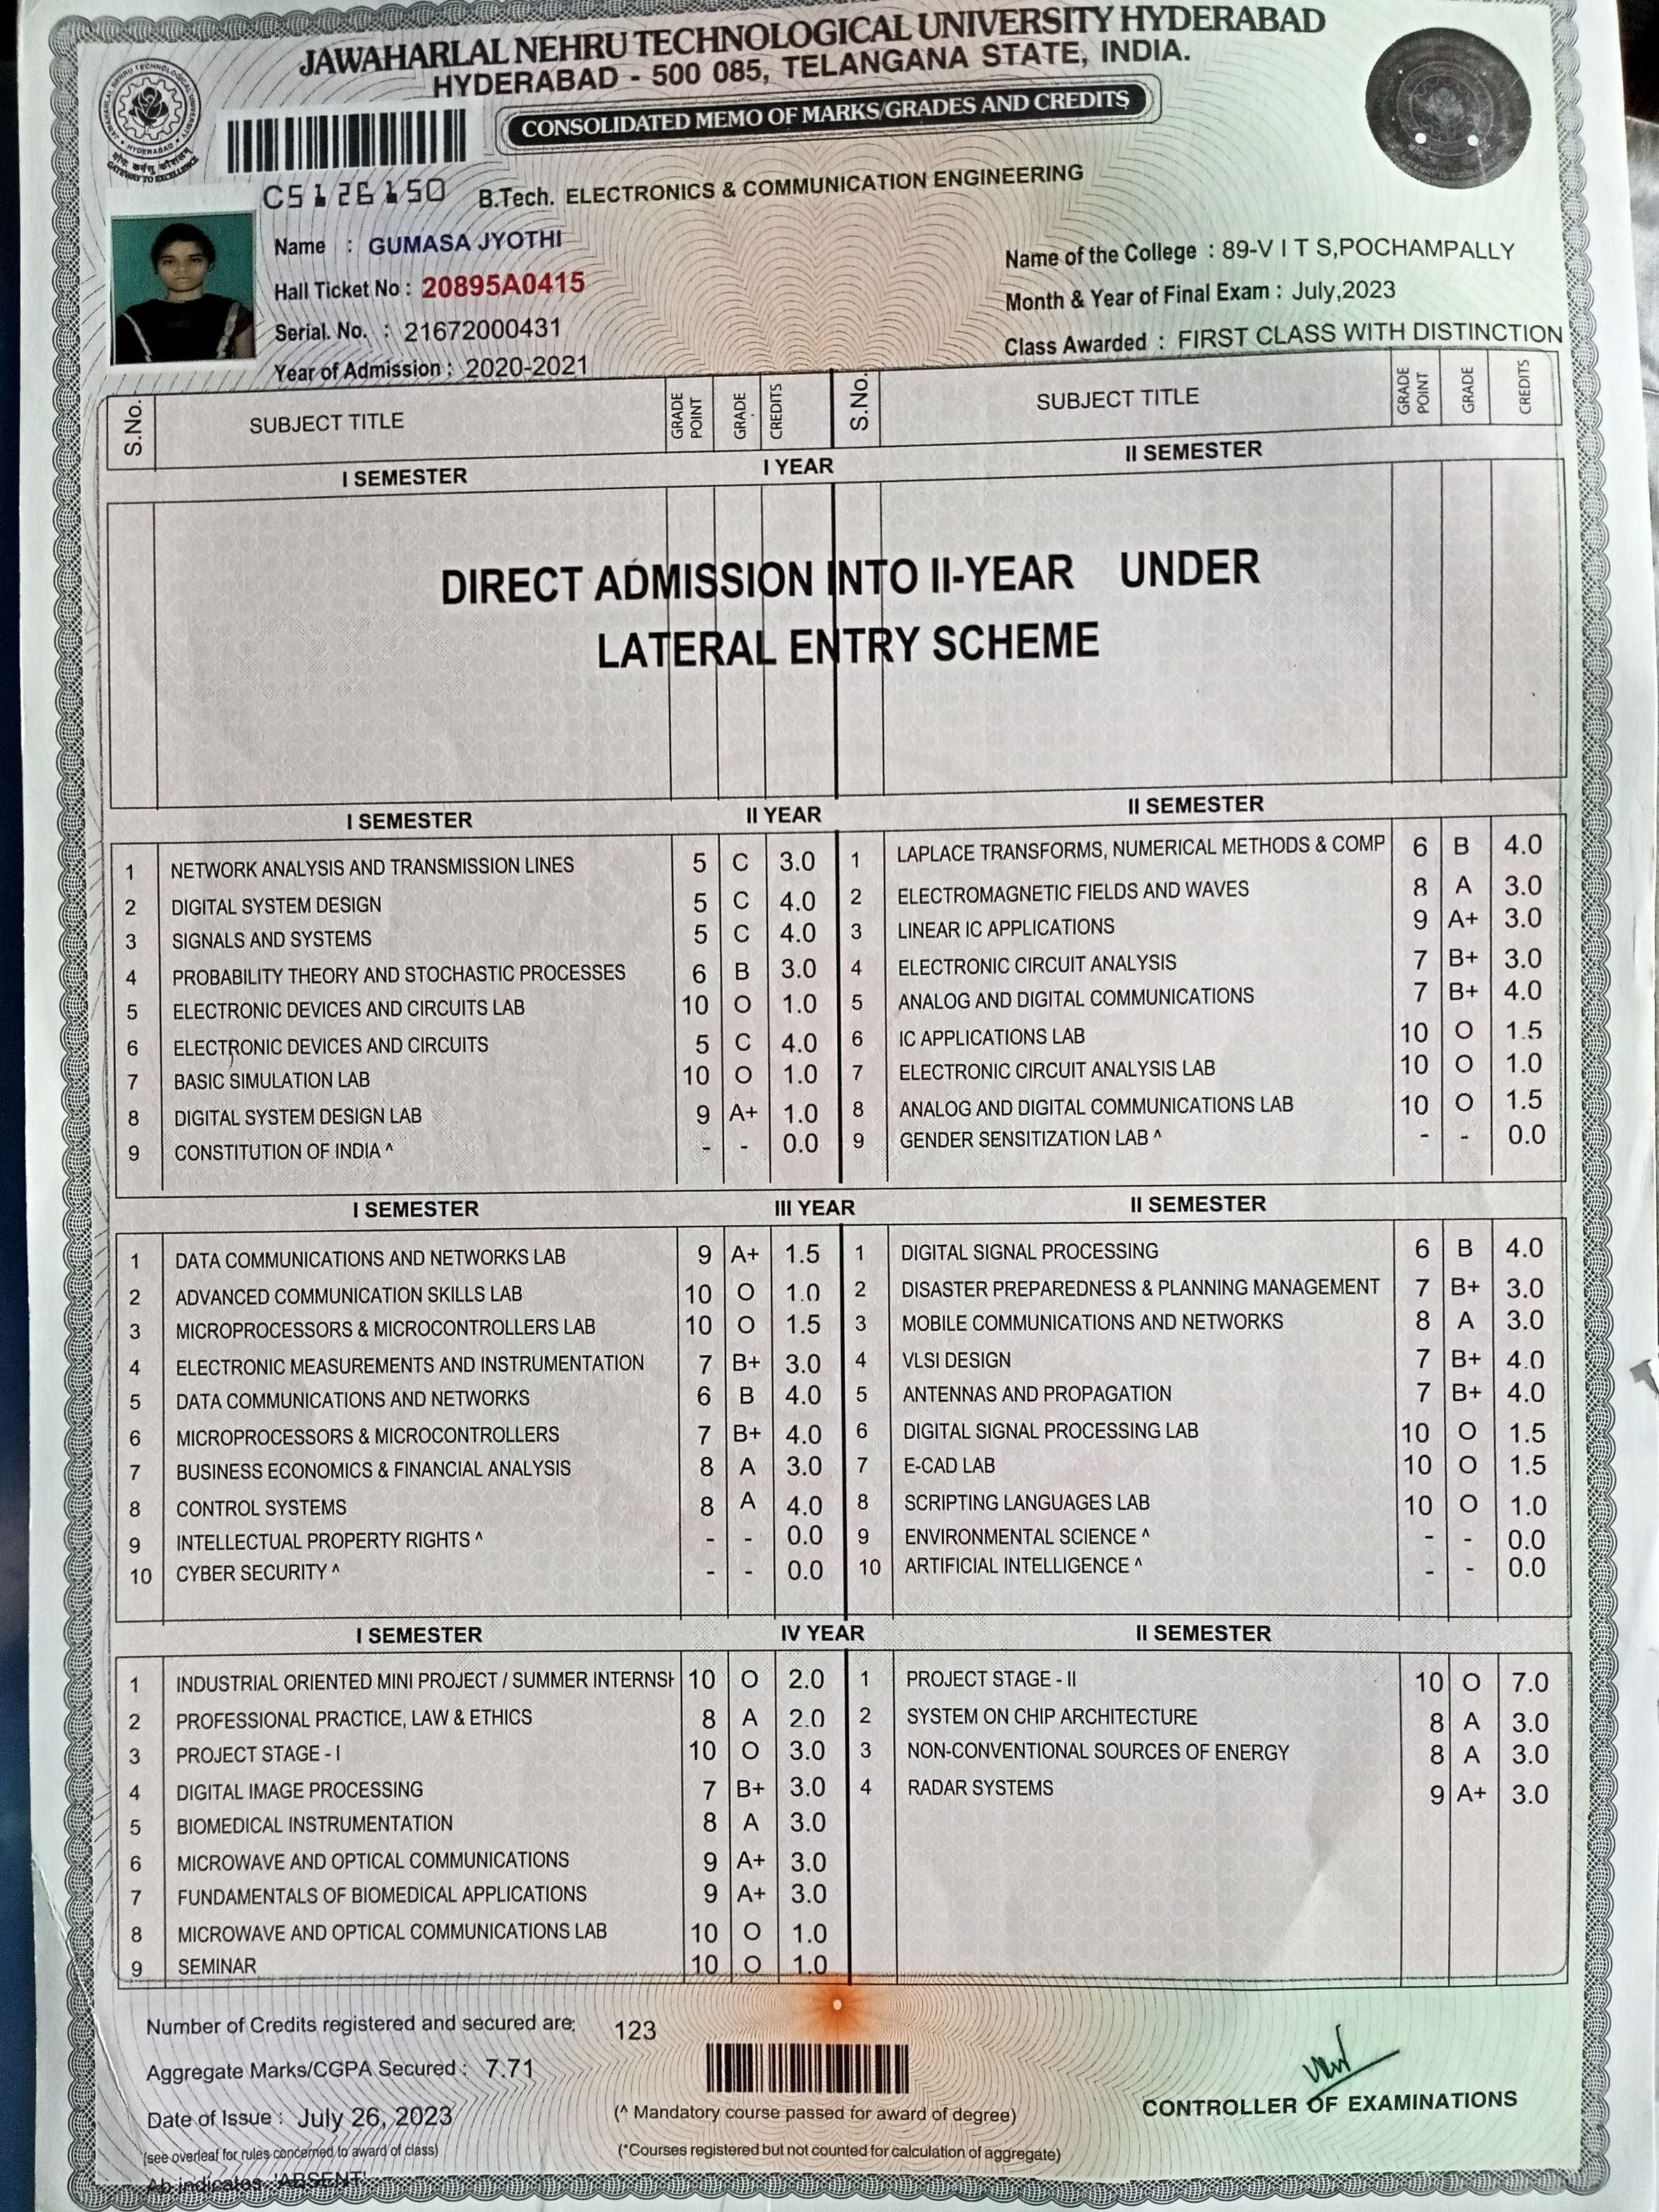 JAWAHARLAL NEHRU TECHNOLOGICAL UNIVERSITY HYDERABAD
HYDERABAD - 500 085, TELANGANA STATE, INDIA.
CONSOLIDATED MEMO OF MARKS/GRADES AND CREDITS
HYDERABAD
GATEWAY TO EXCELLENCE
CS126150
B.Tech. ELECTRONICS & COMMUNICATION ENGINEERING
Name : GUMASA JYOTHI
Hall Ticket No : 20895A0415
Serial. No. : 21672000431
Year of Admission : 2020-2021
Name of the College : 89-V I T S,POCHAMPALLY
Month & Year of Final Exam : July,2023
Class Awarded : FIRST CLASS WITH DISTINCTION
S.No. SUBJECT TITLE GRADE POINT GRADE CREDITS S.No. SUBJECT TITLE GRADE POINT GRADE CREDITS
I SEMESTER I YEAR II SEMESTER
DIRECT ADMISSION INTO II-YEAR UNDER
LATERAL ENTRY SCHEME
I SEMESTER II YEAR II SEMESTER
1 NETWORK ANALYSIS AND TRANSMISSION LINES 5 C 3.0 1 LAPLACE TRANSFORMS, NUMERICAL METHODS & COMP 6 B 4.0
2 DIGITAL SYSTEM DESIGN 5 C 4.0 2 ELECTROMAGNETIC FIELDS AND WAVES 8 A 3.0
3 SIGNALS AND SYSTEMS 5 C 4.0 3 LINEAR IC APPLICATIONS 9 A+ 3.0
4 PROBABILITY THEORY AND STOCHASTIC PROCESSES 6 B 3.0 4 ELECTRONIC CIRCUIT ANALYSIS 7 B+ 3.0
5 ELECTRONIC DEVICES AND CIRCUITS LAB 10 O 1.0 5 ANALOG AND DIGITAL COMMUNICATIONS 7 B+ 4.0
6 ELECTRONIC DEVICES AND CIRCUITS 5 C 4.0 6 IC APPLICATIONS LAB 10 O 1.5
7 BASIC SIMULATION LAB 10 O 1.0 7 ELECTRONIC CIRCUIT ANALYSIS LAB 10 O 1.0
8 DIGITAL SYSTEM DESIGN LAB 9 A+ 1.0 8 ANALOG AND DIGITAL COMMUNICATIONS LAB 10 O 1.5
9 CONSTITUTION OF INDIA ^ - - 0.0 9 GENDER SENSITIZATION LAB ^ - - 0.0
I SEMESTER III YEAR II SEMESTER
1 DATA COMMUNICATIONS AND NETWORKS LAB 9 A+ 1.5 1 DIGITAL SIGNAL PROCESSING 6 B 4.0
2 ADVANCED COMMUNICATION SKILLS LAB 10 O 1.0 2 DISASTER PREPAREDNESS & PLANNING MANAGEMENT 7 B+ 3.0
3 MICROPROCESSORS & MICROCONTROLLERS LAB 10 O 1.5 3 MOBILE COMMUNICATIONS AND NETWORKS 8 A 3.0
4 ELECTRONIC MEASUREMENTS AND INSTRUMENTATION 7 B+ 3.0 4 VLSI DESIGN 7 B+ 4.0
5 DATA COMMUNICATIONS AND NETWORKS 6 B 4.0 5 ANTENNAS AND PROPAGATION 7 B+ 4.0
6 MICROPROCESSORS & MICROCONTROLLERS 7 B+ 4.0 6 DIGITAL SIGNAL PROCESSING LAB 10 O 1.5
7 BUSINESS ECONOMICS & FINANCIAL ANALYSIS 8 A 3.0 7 E-CAD LAB 10 O 1.5
8 CONTROL SYSTEMS 8 A 4.0 8 SCRIPTING LANGUAGES LAB 10 O 1.0
9 INTELLECTUAL PROPERTY RIGHTS ^ - - 0.0 9 ENVIRONMENTAL SCIENCE ^ - - 0.0
10 CYBER SECURITY ^ - - 0.0 10 ARTIFICIAL INTELLIGENCE ^ - - 0.0
I SEMESTER IV YEAR II SEMESTER
1 INDUSTRIAL ORIENTED MINI PROJECT / SUMMER INTERNSH 10 O 2.0 1 PROJECT STAGE - II 10 O 7.0
2 PROFESSIONAL PRACTICE, LAW & ETHICS 8 A 2.0 2 SYSTEM ON CHIP ARCHITECTURE 8 A 3.0
3 PROJECT STAGE - I 10 O 3.0 3 NON-CONVENTIONAL SOURCES OF ENERGY 8 A 3.0
4 DIGITAL IMAGE PROCESSING 7 B+ 3.0 4 RADAR SYSTEMS 9 A+ 3.0
5 BIOMEDICAL INSTRUMENTATION 8 A 3.0
6 MICROWAVE AND OPTICAL COMMUNICATIONS 9 A+ 3.0
7 FUNDAMENTALS OF BIOMEDICAL APPLICATIONS 9 A+ 3.0
8 MICROWAVE AND OPTICAL COMMUNICATIONS LAB 10 O 1.0
9 SEMINAR 10 O 1.0
Number of Credits registered and secured are: 123
Aggregate Marks/CGPA Secured : 7.71
Date of Issue : July 26, 2023
(see overleaf for rules concerned to award of class)
Ab indicates 'ABSENT'
(^ Mandatory course passed for award of degree)
(*Courses registered but not counted for calculation of aggregate)
CONTROLLER OF EXAMINATIONS